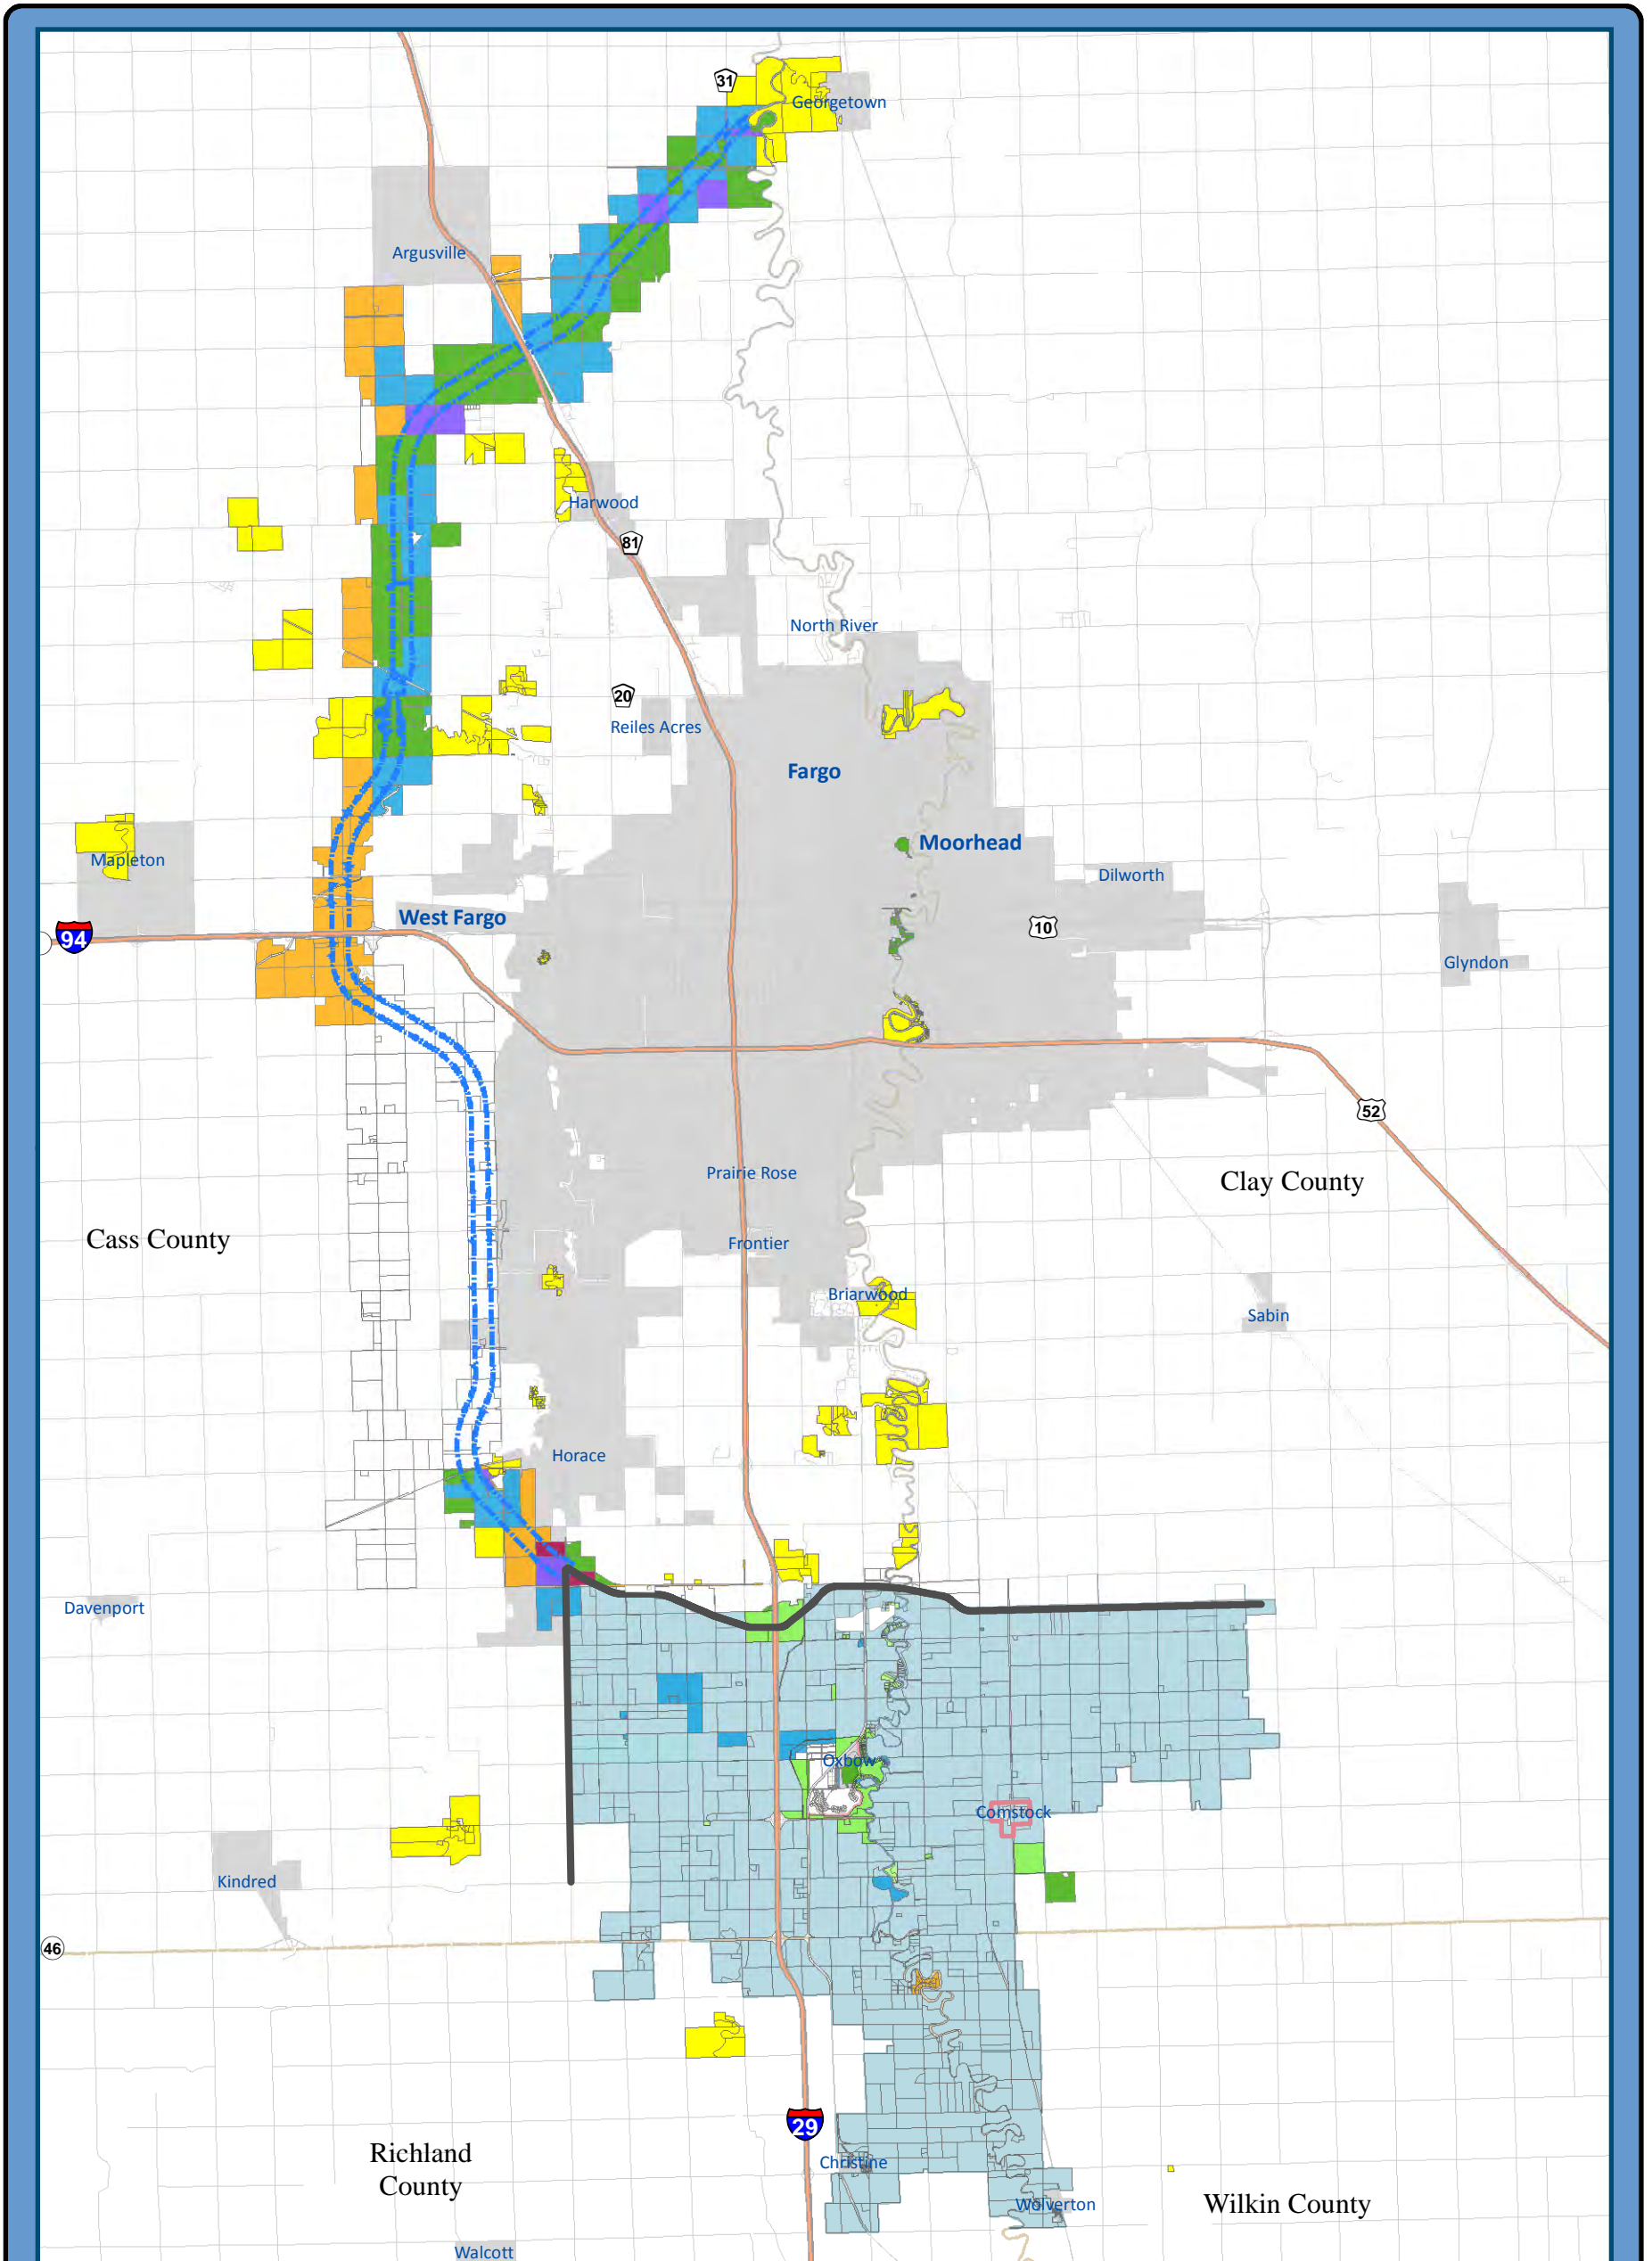 31
Georgetown
Argusville
Harwood
81
North River
20
Reiles Acres
Fargo
Moorhead
Mapleton
Dilworth
West Fargo
10
94
Glyndon
52
Prairie Rose
Clay County
Cass County
Frontier
Briarwood
Sabin
Horace
Davenport
Oxbow
Comstock
Kindred
46
29
Richland
County
Christine
Wolverton
Wilkin County
Walcott